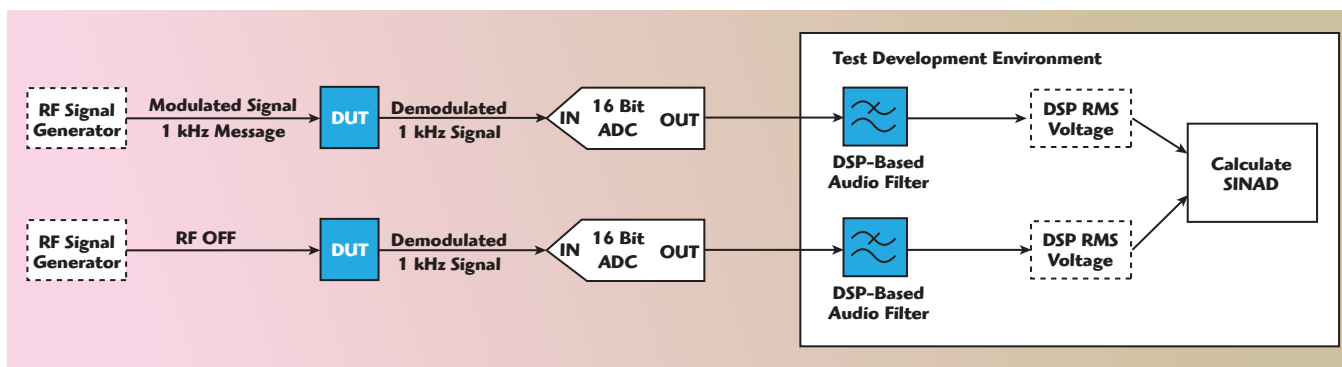 Test Development Environment
RF Signal
Generator
Modulated Signal
1 kHz Message
DUT
Demodulated
1 kHz Signal
IN
16 Bit
ADC
OUT
DSP-Based
Audio Filter
DSP RMS
Voltage
Calculate
SINAD
RF Signal
Generator
RF OFF
DUT
Demodulated
1 kHz Signal
IN
16 Bit
ADC
OUT
DSP-Based
Audio Filter
DSP RMS
Voltage